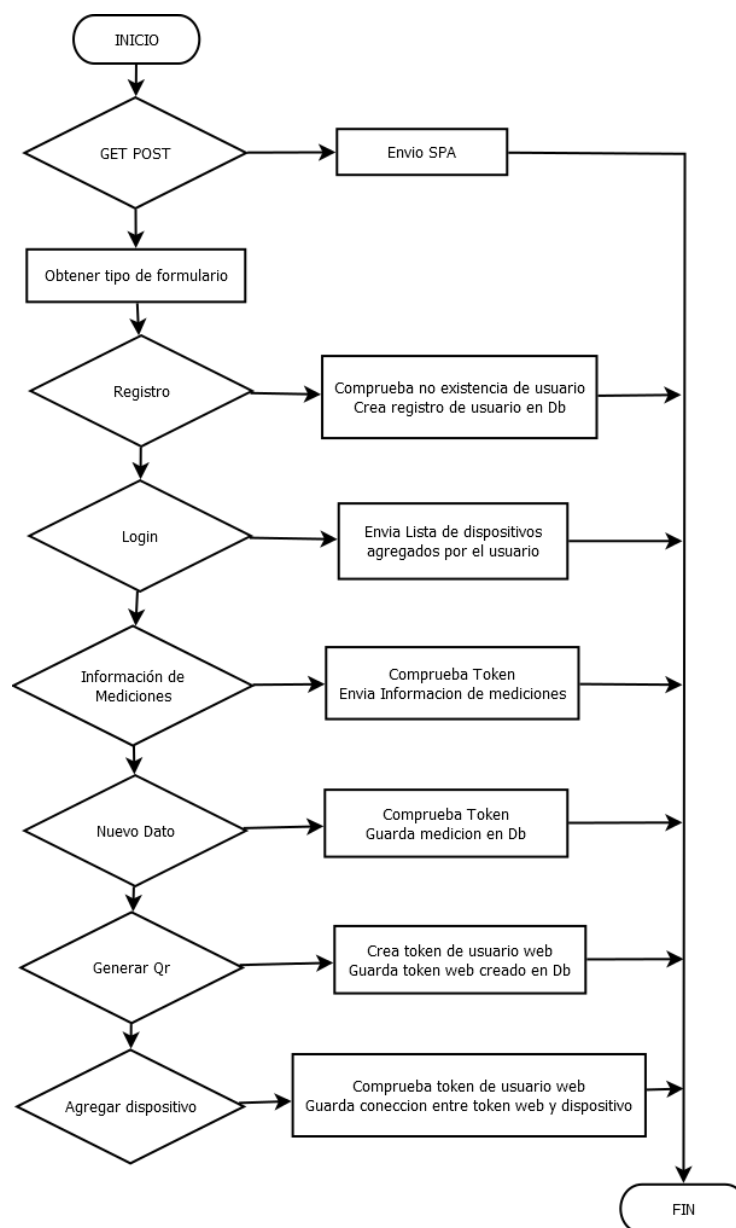 INICIO
GET POST
Envio SPA
Obtener tipo de formulario
Registro
Comprueba no existencia de usuario
Crea registro de usuario en Db
Login
Envia Lista de dispositivos
agregados por el usuario
Información de
Mediciones
Comprueba Token
Envia Informacion de mediciones
Nuevo Dato
Comprueba Token
Guarda medicion en Db
Generar Qr
Crea token de usuario web
Guarda token web creado en Db
Agregar dispositivo
Comprueba token de usuario web
Guarda coneccion entre token web y dispositivo
FIN